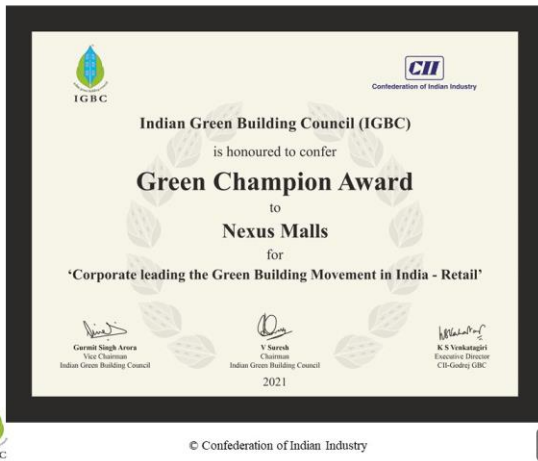 IGBC
CII
Confederation of Indian Industry
Indian Green Building Council (IGBC)
is honoured to confer
Green Champion Award
to
Nexus Malls
for
‘Corporate leading the Green Building Movement in India - Retail’
Gurmit Singh Arora
Vice Chairman
Indian Green Building Council
V Suresh
Chairman
Indian Green Building Council
K S Venkatagiri
Executive Director
CII-Godrej GBC
2021
© Confederation of Indian Industry